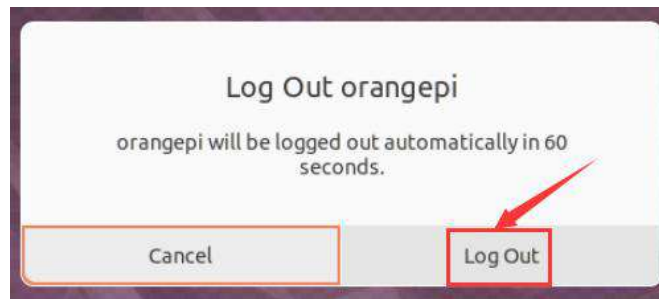 Log Out orangepi
orangepi will be logged out automatically in 60
seconds.
Cancel
Log Out